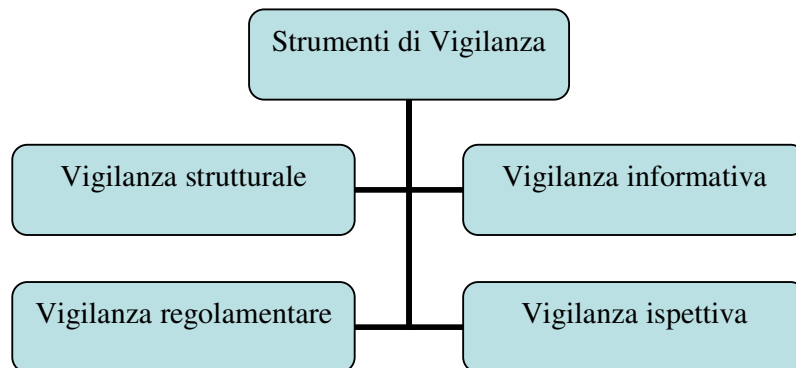 Strumenti di Vigilanza
Vigilanza strutturale
Vigilanza informativa
Vigilanza regolamentare
Vigilanza ispettiva